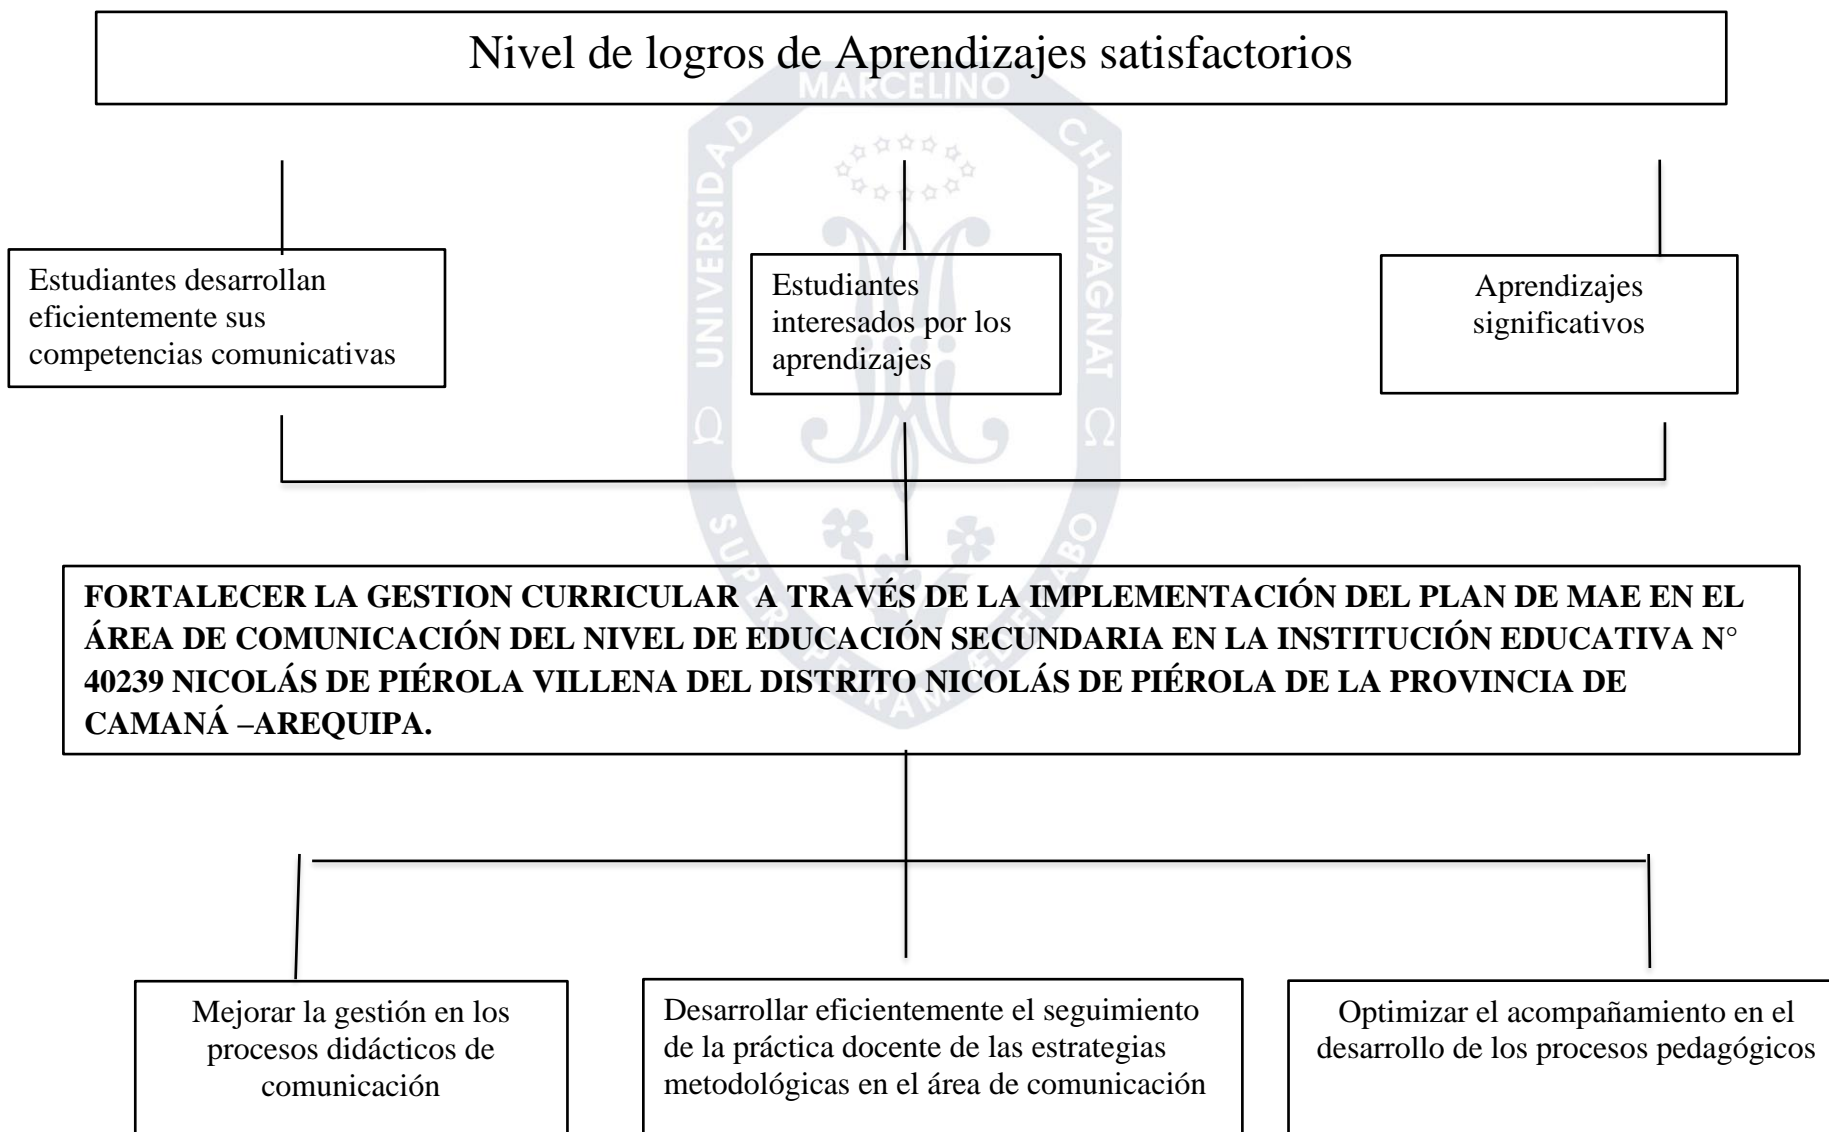 Nivel de logros de Aprendizajes satisfactorios
UNIVERSIDAD MARCELINO CHAMPAGNAT
Estudiantes desarrollan
eficientemente sus
competencias comunicativas
Estudiantes
interesados por los
aprendizajes
Aprendizajes
significativos
FORTALECER LA GESTION CURRICULAR A TRAVÉS DE LA IMPLEMENTACIÓN DEL PLAN DE MAE EN EL
ÁREA DE COMUNICACIÓN DEL NIVEL DE EDUCACIÓN SECUNDARIA EN LA INSTITUCIÓN EDUCATIVA N°
40239 NICOLÁS DE PIÉROLA VILLENA DEL DISTRITO NICOLÁS DE PIÉROLA DE LA PROVINCIA DE
CAMANÁ –AREQUIPA.
Mejorar la gestión en los
procesos didácticos de
comunicación
Desarrollar eficientemente el seguimiento
de la práctica docente de las estrategias
metodológicas en el área de comunicación
Optimizar el acompañamiento en el
desarrollo de los procesos pedagógicos